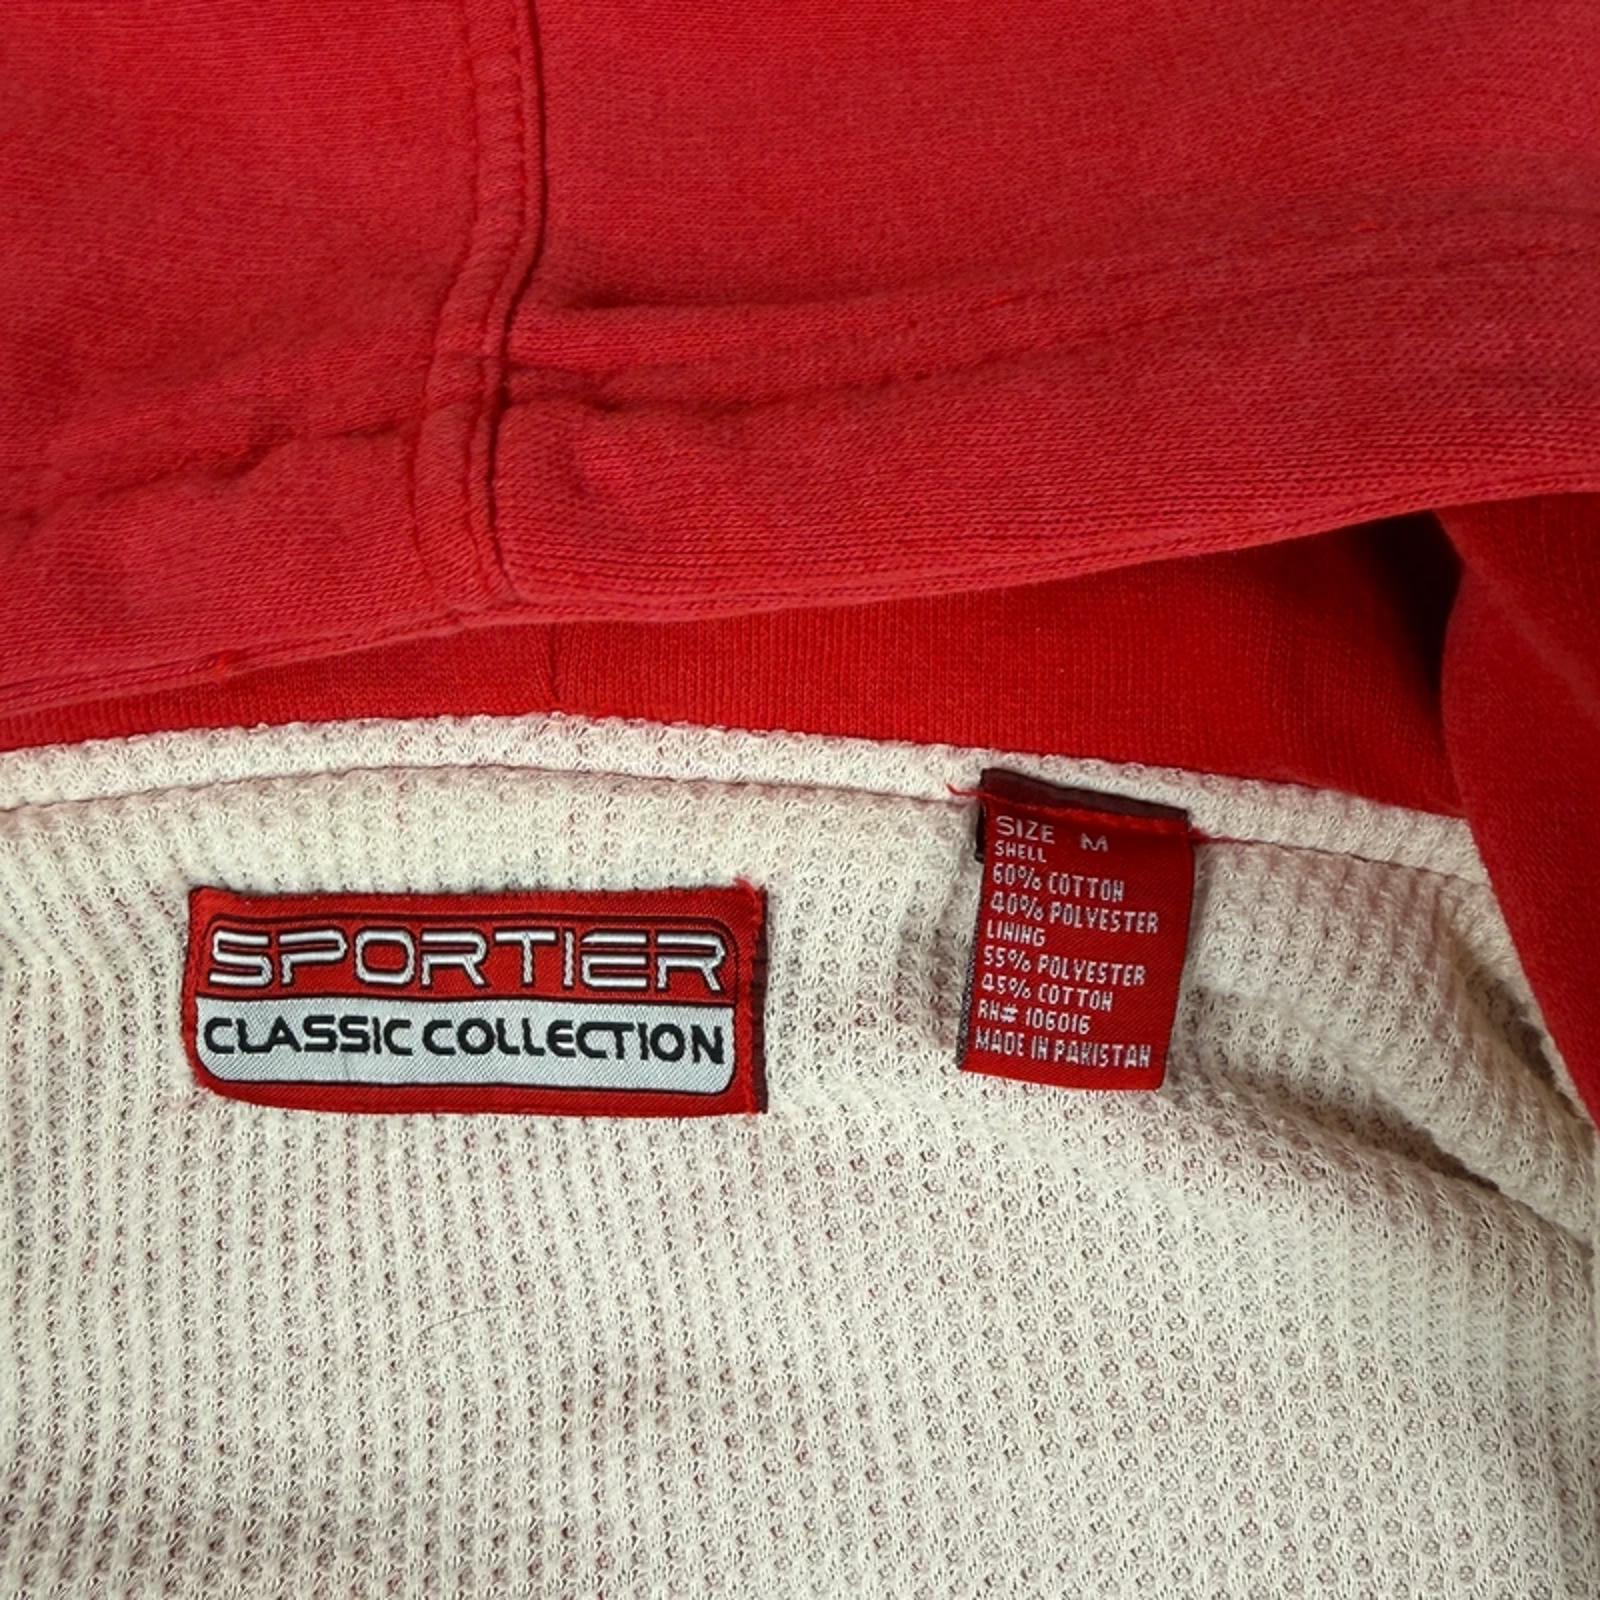 SPORTIER
CLASSIC COLLECTION
SIZE M
SHELL
60% COTTON
40% POLYESTER
LINING
55% POLYESTER
45% COTTON
RN# 106016
MADE IN PAKISTAN